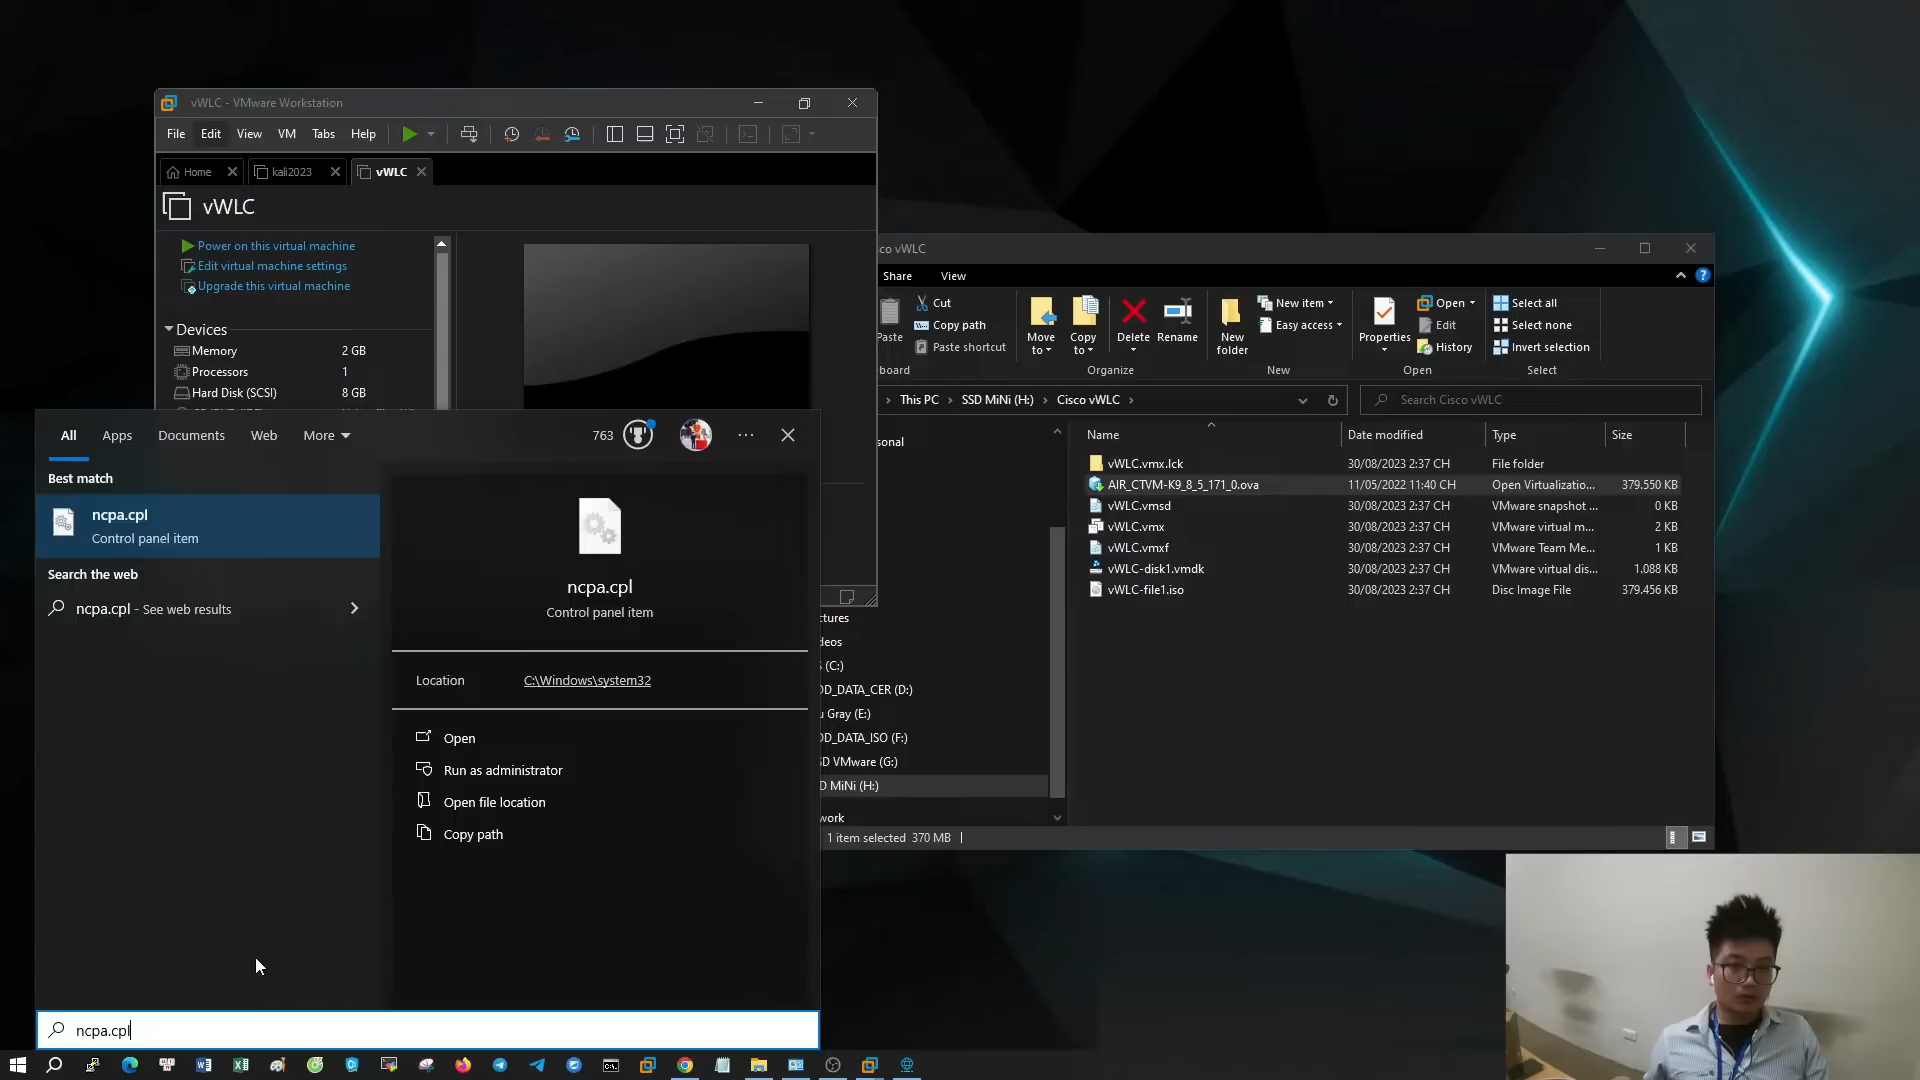 vWLC - VMware Workstation
File Edit View VM Tabs Help
Home kali2023 vWLC
vWLC
Power on this virtual machine
Edit virtual machine settings
Upgrade this virtual machine
Devices
Memory 2 GB
Processors 1
Hard Disk (SCSI) 8 GB
sco vWLC
Share View
Paste
Cut
Copy path
Paste shortcut
board
Move to
Copy to
Delete
Rename
Organize
New folder
New item
Easy access
New
Properties
Open
Edit
History
Open
Select all
Select none
Invert selection
Select
This PC SSD MiNi (H:) Cisco vWLC
Search Cisco vWLC
Name Date modified Type Size
vWLC.vmx.lck 30/08/2023 2:37 CH File folder
AIR_CTVM-K9_8_5_171_0.ova 11/05/2022 11:40 CH Open Virtualizatio... 379.550 KB
vWLC.vmsd 30/08/2023 2:37 CH VMware snapshot ... 0 KB
vWLC.vmx 30/08/2023 2:37 CH VMware virtual m... 2 KB
vWLC.vmxf 30/08/2023 2:37 CH VMware Team Me... 1 KB
vWLC-disk1.vmdk 30/08/2023 2:37 CH VMware virtual dis... 1.088 KB
vWLC-file1.iso 30/08/2023 2:37 CH Disc Image File 379.456 KB
sonal
ctures
deos
(C:)
DD_DATA_CER (D:)
u Gray (E:)
DD_DATA_ISO (F:)
SD VMware (G:)
D MiNi (H:)
work
1 item selected 370 MB
All Apps Documents Web More 763
Best match
ncpa.cpl
Control panel item
Search the web
ncpa.cpl - See web results
ncpa.cpl
Control panel item
Location C:\Windows\system32
Open
Run as administrator
Open file location
Copy path
ncpa.cpl